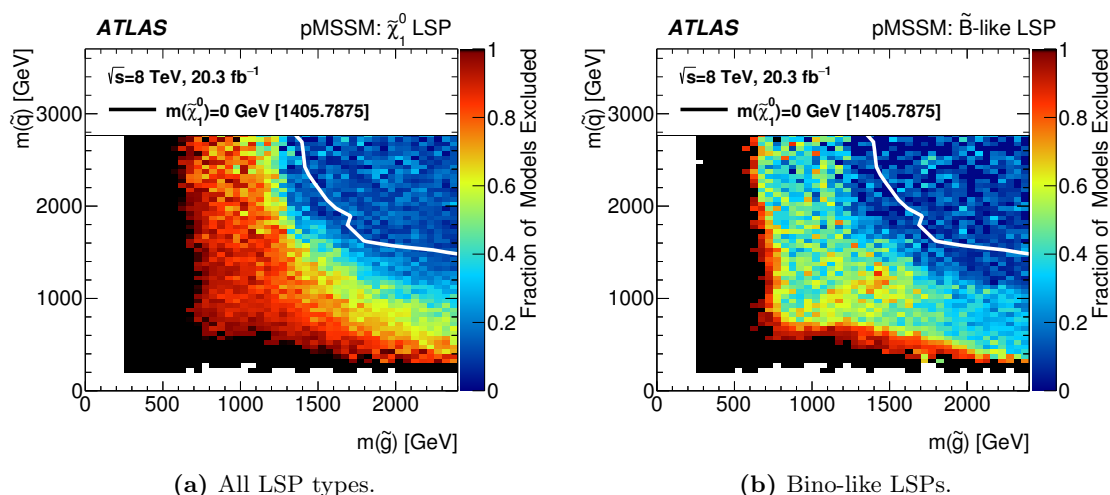 ATLAS pMSSM: χ̃⁰₁ LSP
m(q̃) [GeV]
√s=8 TeV, 20.3 fb⁻¹
m(χ̃⁰₁)=0 GeV [1405.7875]
3000
2000
1000
0
0 500 1000 1500 2000
m(g̃) [GeV]
1
0.8
0.6
0.4
0.2
0
Fraction of Models Excluded
(a) All LSP types.
ATLAS pMSSM: B̃-like LSP
m(q̃) [GeV]
√s=8 TeV, 20.3 fb⁻¹
m(χ̃⁰₁)=0 GeV [1405.7875]
3000
2000
1000
0
0 500 1000 1500 2000
m(g̃) [GeV]
1
0.8
0.6
0.4
0.2
0
Fraction of Models Excluded
(b) Bino-like LSPs.